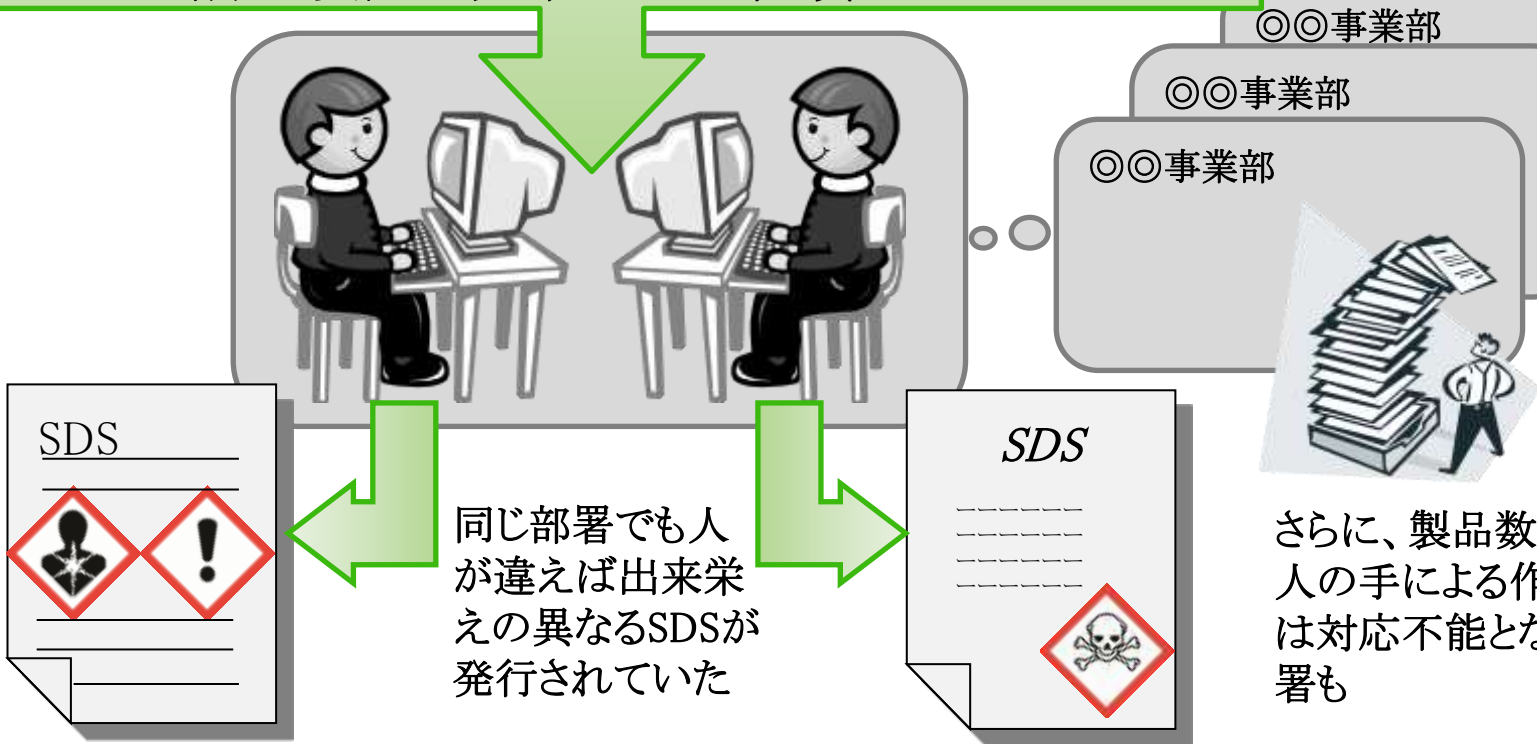 ◎◎事業部
◎◎事業部
◎◎事業部
SDS
SDS
同じ部署でも人
が違えば出来栄
えの異なるSDSが
発行されていた
さらに、製品数
人の手による作
は対応不能とな
署も